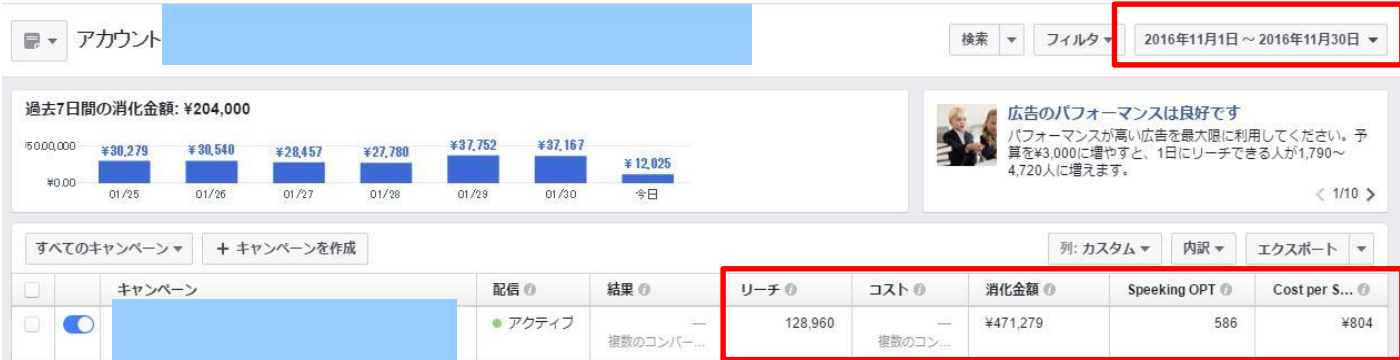 アカウント
検索
フィルタ
2016年11月1日 ~ 2016年11月30日
過去7日間の消化金額: ¥204,000
¥30,279 ¥30,540 ¥28,457 ¥27,780 ¥37,752 ¥37,167 ¥12,025
¥0.00
01/25 01/26 01/27 01/28 01/29 01/30 今日
広告のパフォーマンスは良好です
パフォーマンスが高い広告を最大限に利用してください。予
算を¥3,000に増やすと、1日にリーチできる人が1,790〜
4,720人に増えます。
1/10
すべてのキャンペーン
+ キャンペーンを作成
列: カスタム
内訳
エクスポート
キャンペーン 配信 結果 リーチ コスト 消化金額 Speeking OPT Cost per S...
アクティブ — 128,960 — ¥471,279 586 ¥804
複数のコンバー... 複数のコン...